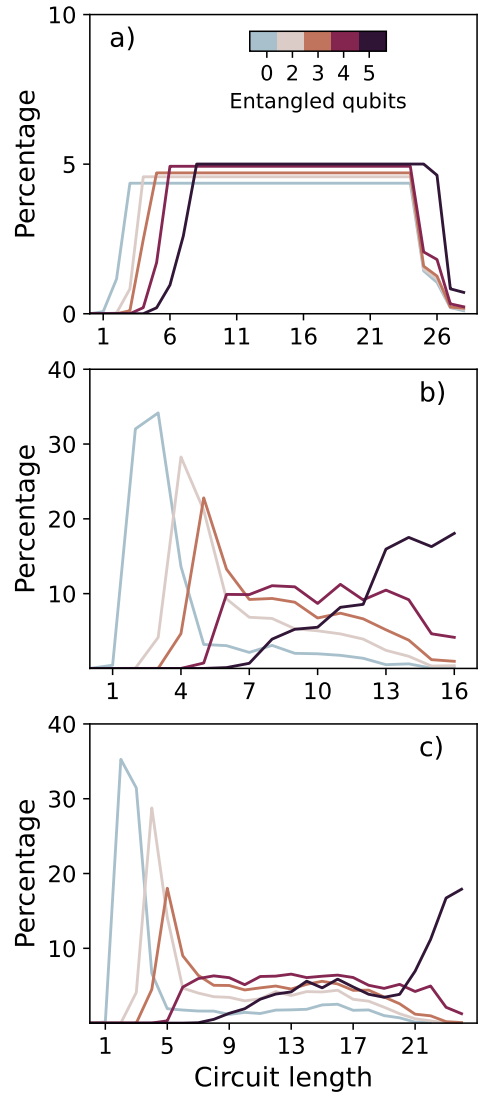 10
a)
0 2 3 4 5
Entangled qubits
5
Percentage
0
1 6 11 16 21 26
40
b)
30
20
10
Percentage
1 4 7 10 13 16
40
c)
30
20
10
Percentage
1 5 9 13 17 21
Circuit length